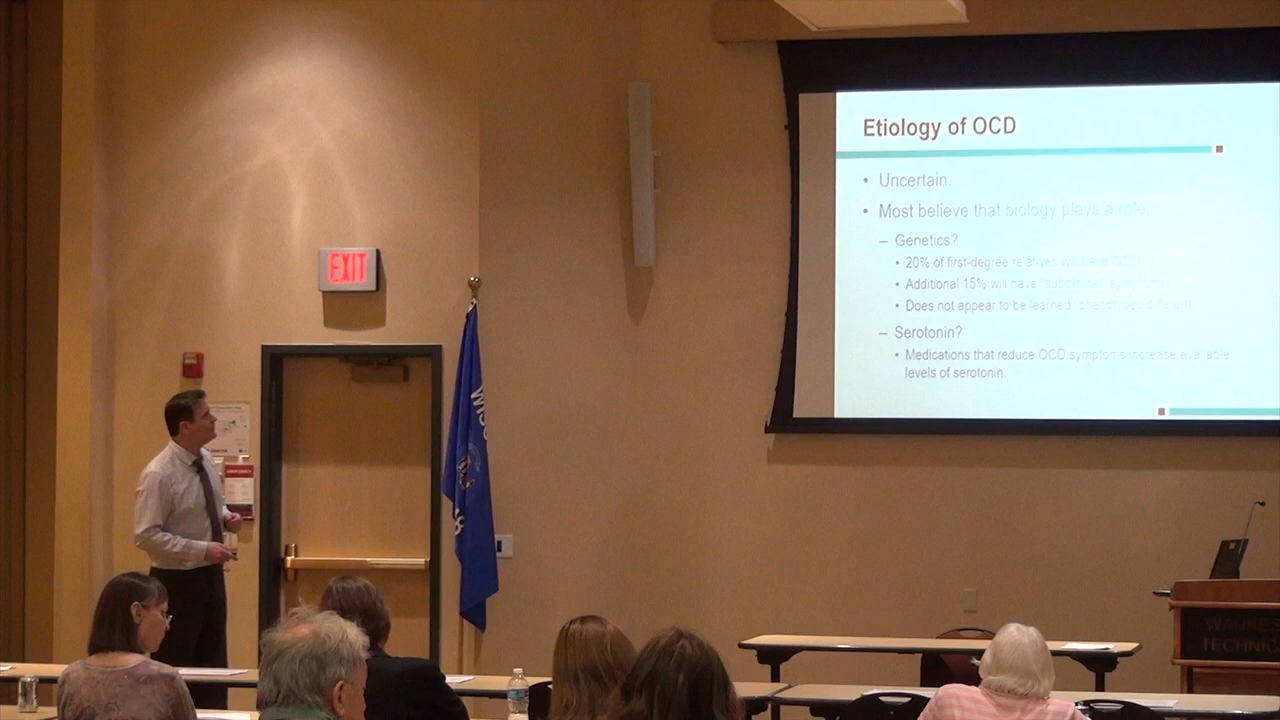 Etiology of OCD
• Uncertain.
• Most believe that biology plays a role.
– Genetics?
• 20% of first-degree relatives will have OCD
• Additional 15% will have "subclinical" symptoms
• Does not appear to be learned (phenotypes different)
– Serotonin?
• Medications that reduce OCD symptoms increase available
levels of serotonin.
EXIT
WISC
TECHNIC